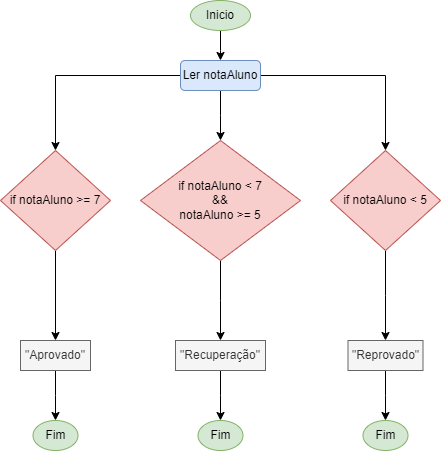 Inicio
Ler notaAluno
if notaAluno >= 7
if notaAluno < 7
&&
notaAluno >= 5
if notaAluno < 5
"Aprovado"
"Recuperação"
"Reprovado"
Fim
Fim
Fim